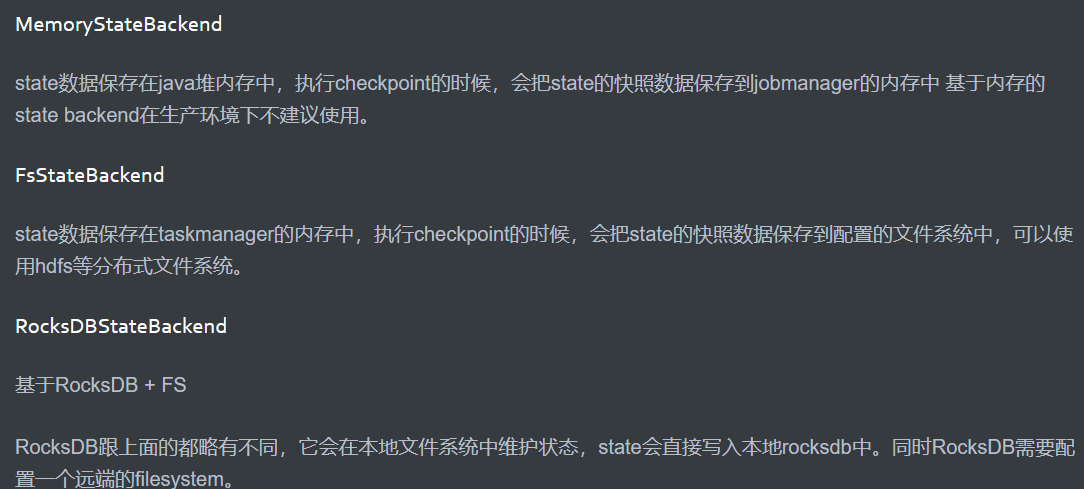 MemoryStateBackend
state数据保存在java堆内存中，执行checkpoint的时候，会把state的快照数据保存到jobmanager的内存中 基于内存的
state backend在生产环境下不建议使用。
FsStateBackend
state数据保存在taskmanager的内存中，执行checkpoint的时候，会把state的快照数据保存到配置的文件系统中，可以使
用hdfs等分布式文件系统。
RocksDBStateBackend
基于RocksDB + FS
RocksDB跟上面的都略有不同，它会在本地文件系统中维护状态，state会直接写入本地rocksdb中。同时RocksDB需要配
置一个远端的filesystem。